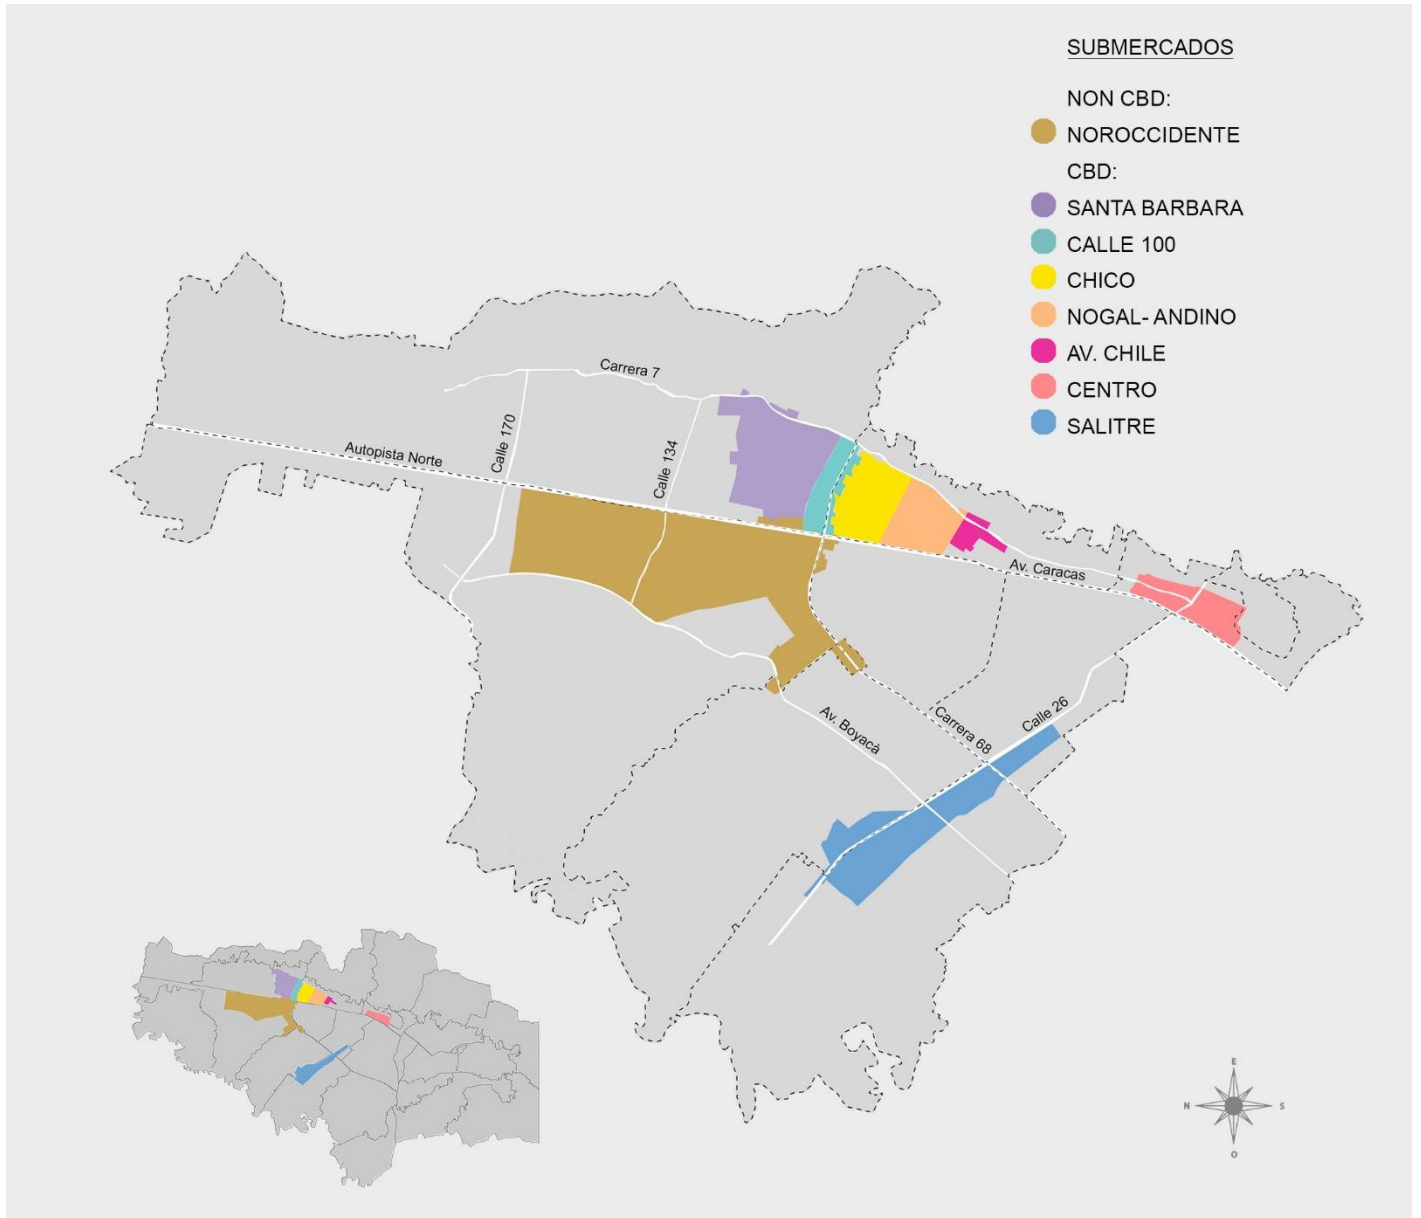 SUBMERCADOS
NON CBD:
NOROCCIDENTE
CBD:
SANTA BARBARA
CALLE 100
CHICO
NOGAL- ANDINO
AV. CHILE
CENTRO
SALITRE
Carrera 7
Calle 170
Autopista Norte
Calle 134
Av. Caracas
Calle 26
Carrera 68
Av. Boyacá
E
N
S
O